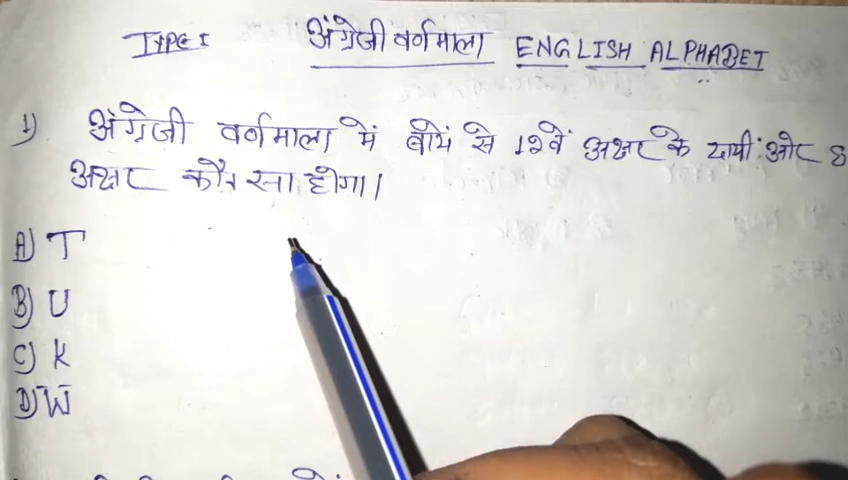 TYPE I अंग्रेजी वर्णमाला ENGLISH ALPHABET
1) अंग्रेजी वर्णमाला में बांये से 12वें अक्षर के दायीं ओर 8
अक्षर कौन सा होगा।
A) T
B) U
C) K
D) W